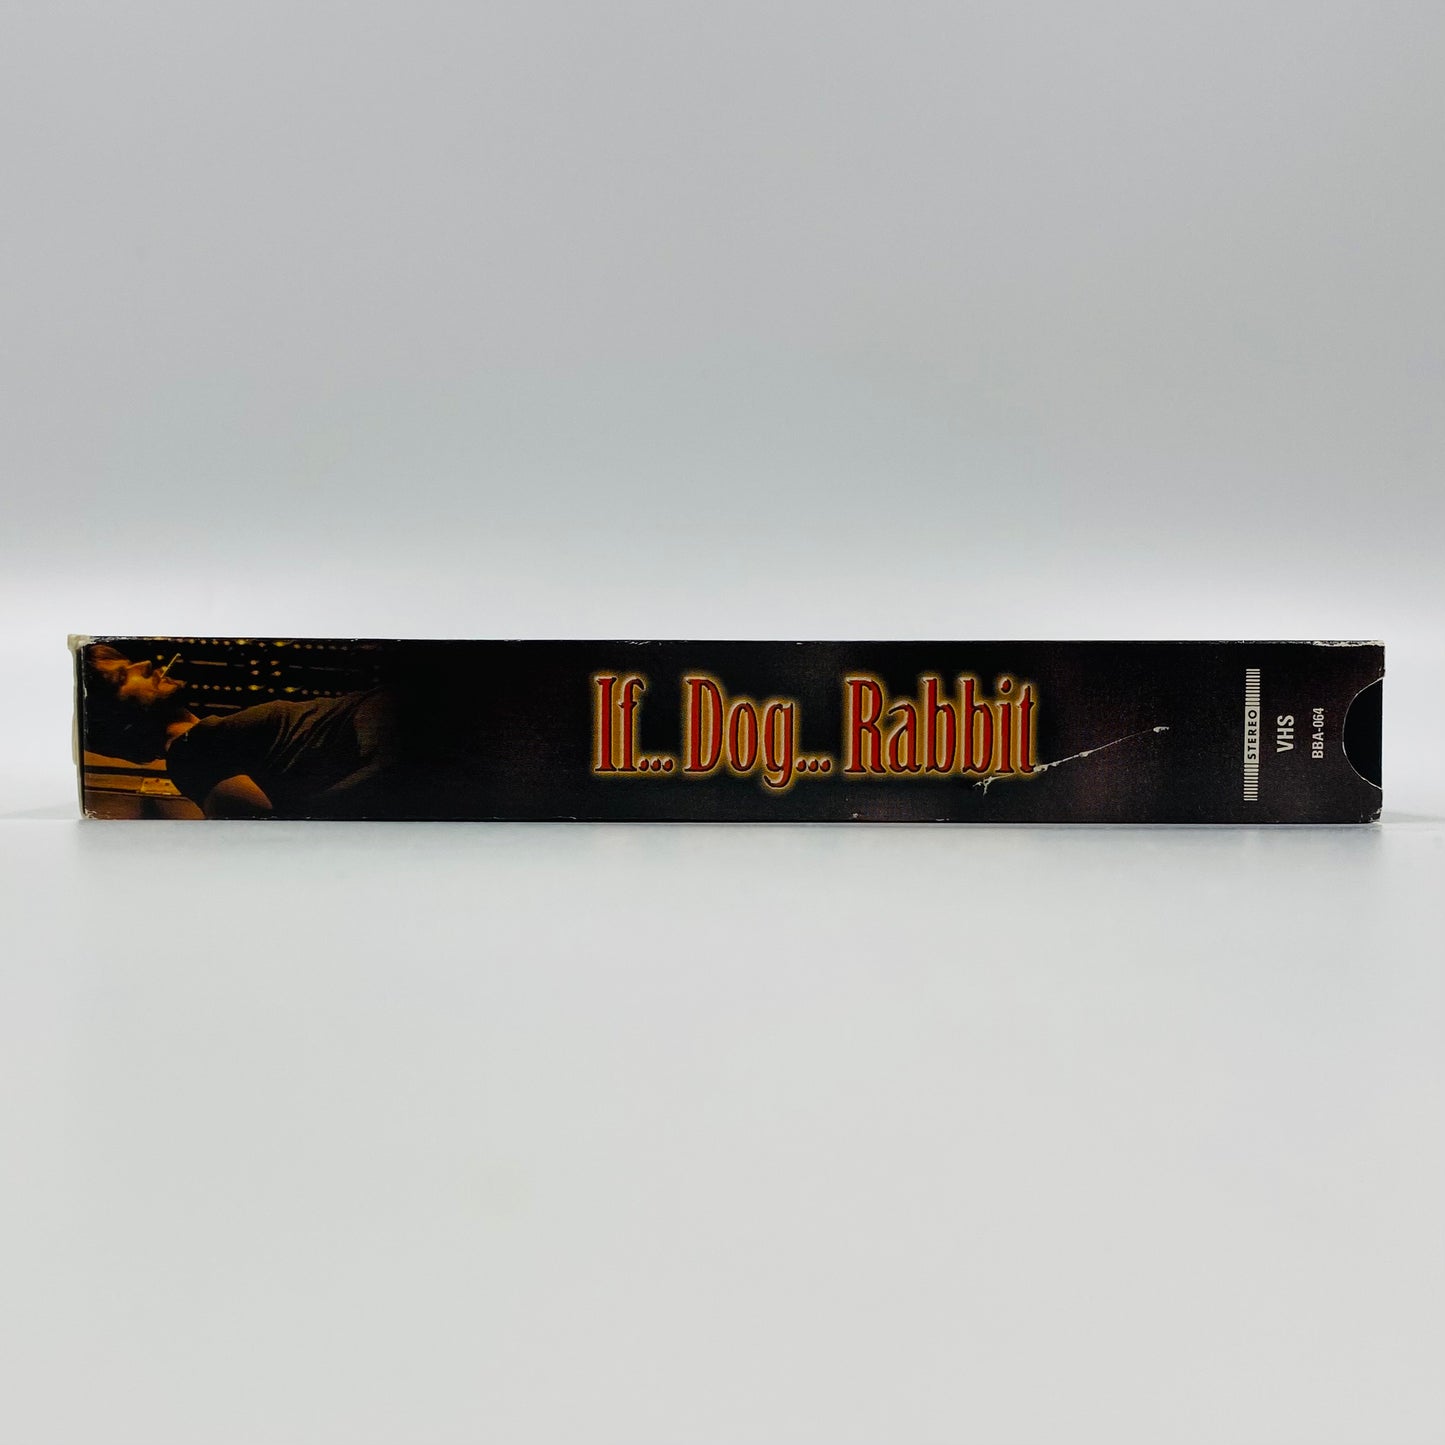 If... Dog... Rabbit
STEREO
VHS
BBA-064